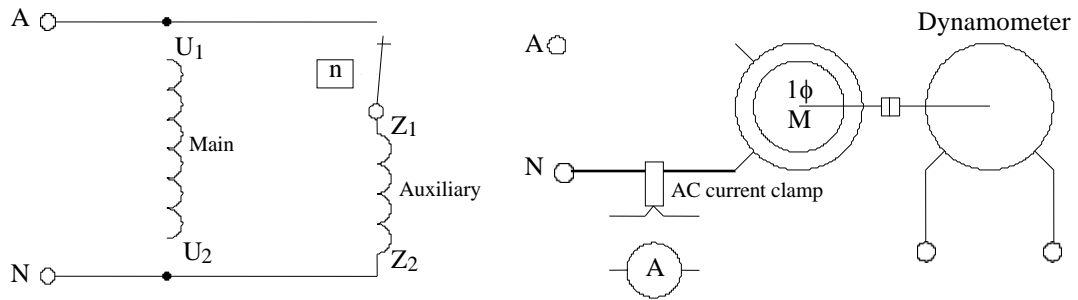 A
U1
n
Z1
Main
Auxiliary
U2
N
Z2
Dynamometer
A
1ϕ
M
N
AC current clamp
A